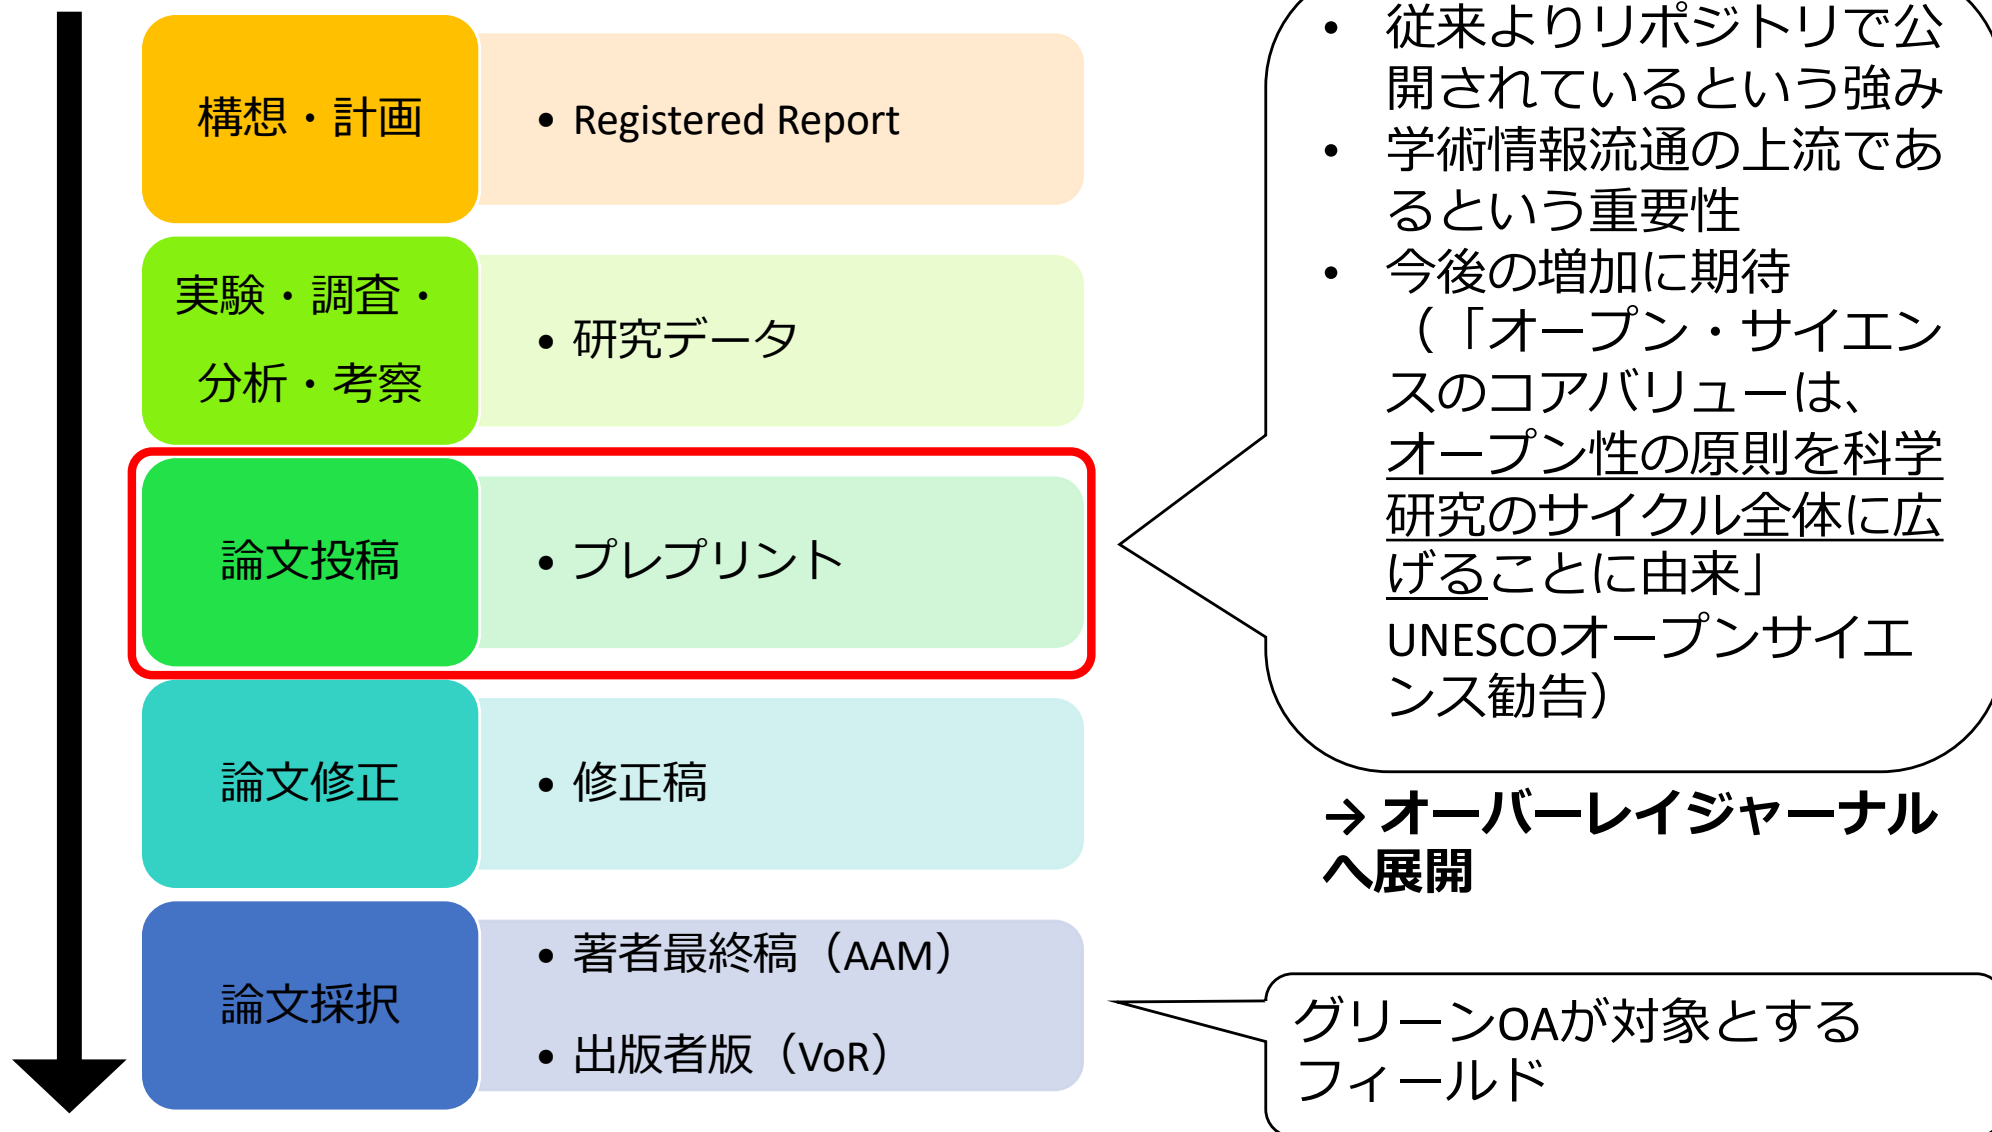 構想・計画
• Registered Report
実験・調査・
分析・考察
• 研究データ
論文投稿
• プレプリント
論文修正
• 修正稿
論文採択
• 著者最終稿（AAM）
• 出版者版（VoR）
• 従来よりリポジトリで公
開されているという強み
• 学術情報流通の上流であ
るという重要性
• 今後の増加に期待
（「オープン・サイエン
スのコアバリューは、
オープン性の原則を科学
研究のサイクル全体に広
げることに由来」
UNESCOオープンサイエ
ンス勧告）
→ オーバーレイジャーナル
へ展開
グリーンOAが対象とする
フィールド